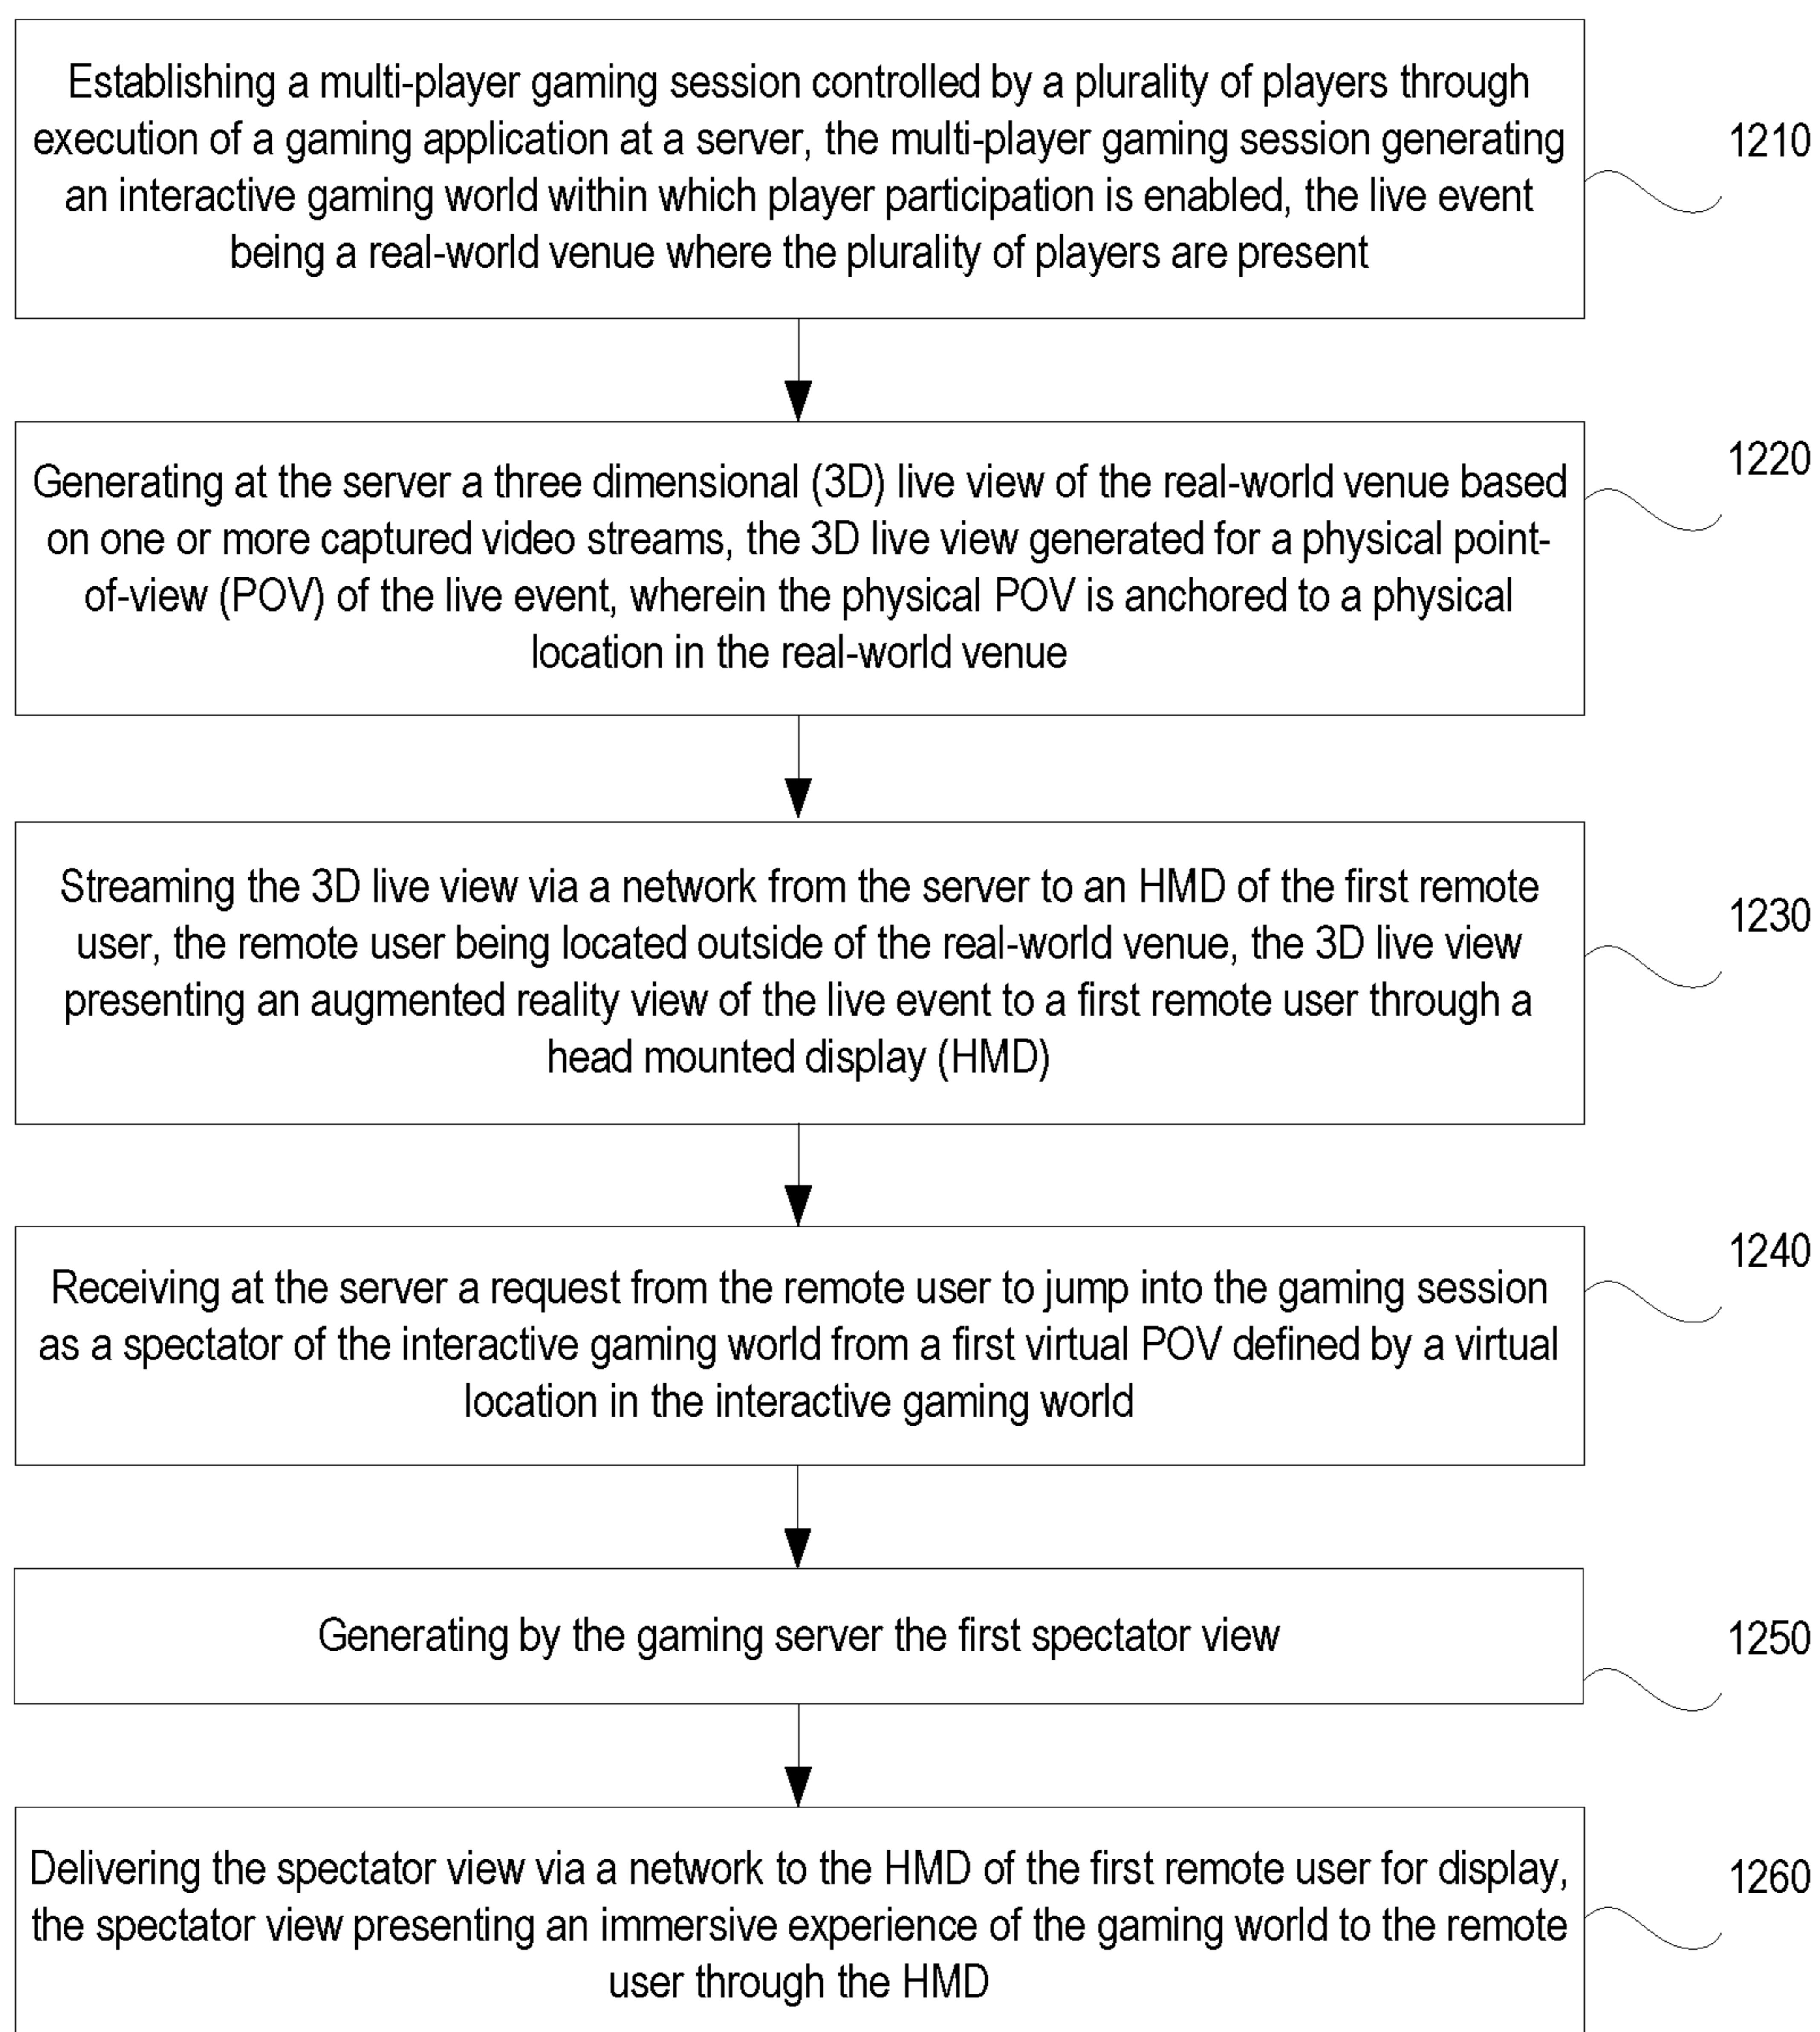 Establishing a multi-player gaming session controlled by a plurality of players through
execution of a gaming application at a server, the multi-player gaming session generating
an interactive gaming world within which player participation is enabled, the live event
being a real-world venue where the plurality of players are present
1210
Generating at the server a three dimensional (3D) live view of the real-world venue based
on one or more captured video streams, the 3D live view generated for a physical point-
of-view (POV) of the live event, wherein the physical POV is anchored to a physical
location in the real-world venue
1220
Streaming the 3D live view via a network from the server to an HMD of the first remote
user, the remote user being located outside of the real-world venue, the 3D live view
presenting an augmented reality view of the live event to a first remote user through a
head mounted display (HMD)
1230
Receiving at the server a request from the remote user to jump into the gaming session
as a spectator of the interactive gaming world from a first virtual POV defined by a virtual
location in the interactive gaming world
1240
Generating by the gaming server the first spectator view
1250
Delivering the spectator view via a network to the HMD of the first remote user for display,
the spectator view presenting an immersive experience of the gaming world to the remote
user through the HMD
1260